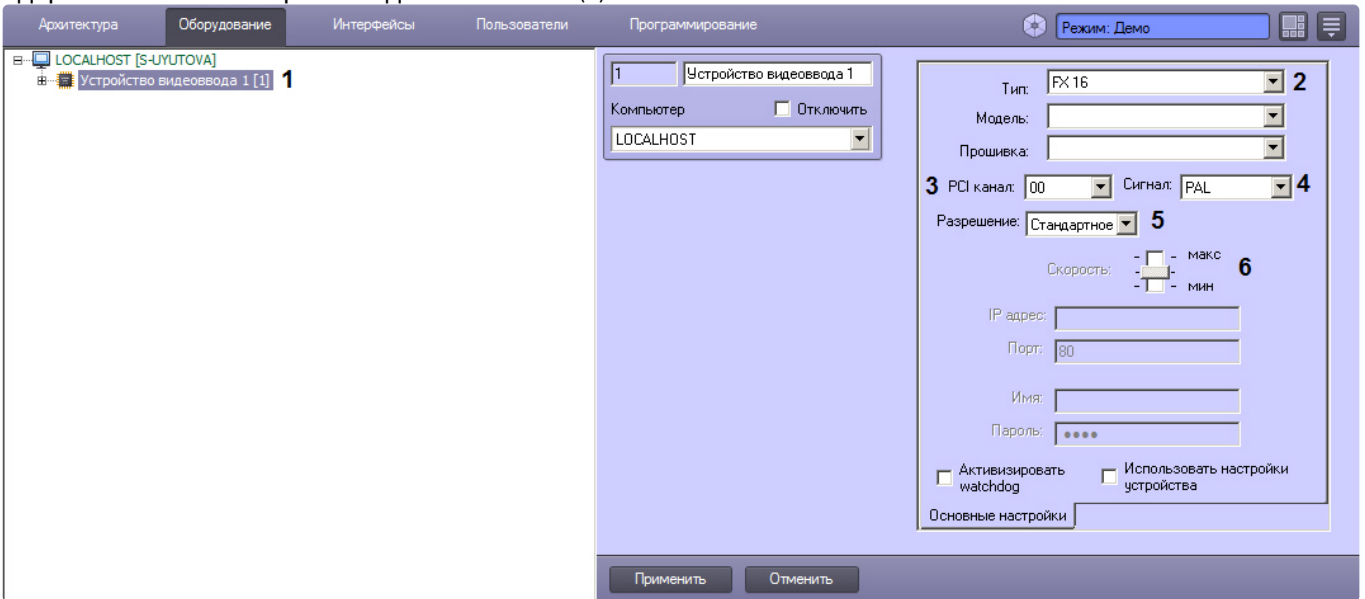 Архитектура Оборудование Интерфейсы Пользователи Программирование Режим: Демо
LOCALHOST [S-UYUTOVA]
Устройство видеоввода 1 [1] 1
1 Устройство видеоввода 1
Компьютер Отключить
LOCALHOST
Тип: FX 16 2
Модель:
Прошивка:
3 PCI канал: 00 Сигнал: PAL 4
Разрешение: Стандартное 5
Скорость: макс 6
мин
IP адрес:
Порт: 80
Имя:
Пароль: ••••
Активизировать watchdog
Использовать настройки устройства
Основные настройки
Применить Отменить